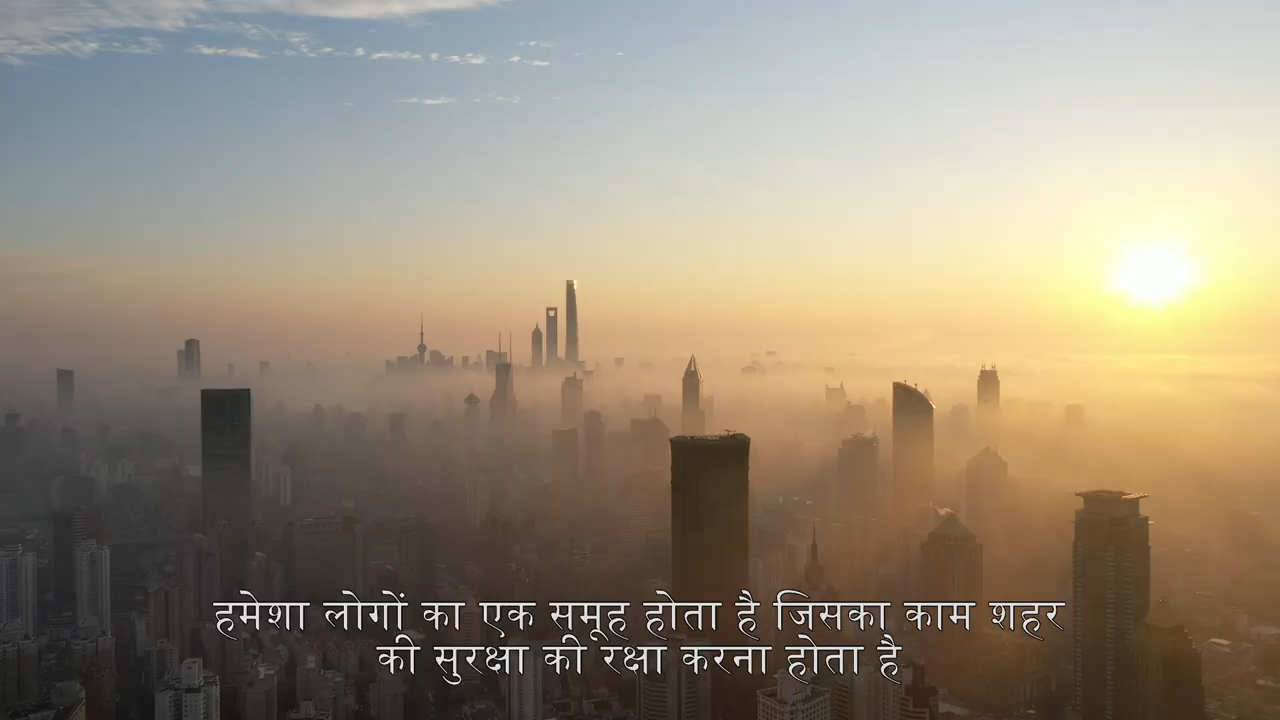 हमेशा लोगों का एक समूह होता है जिसका काम शहर
की सुरक्षा की रक्षा करना होता है